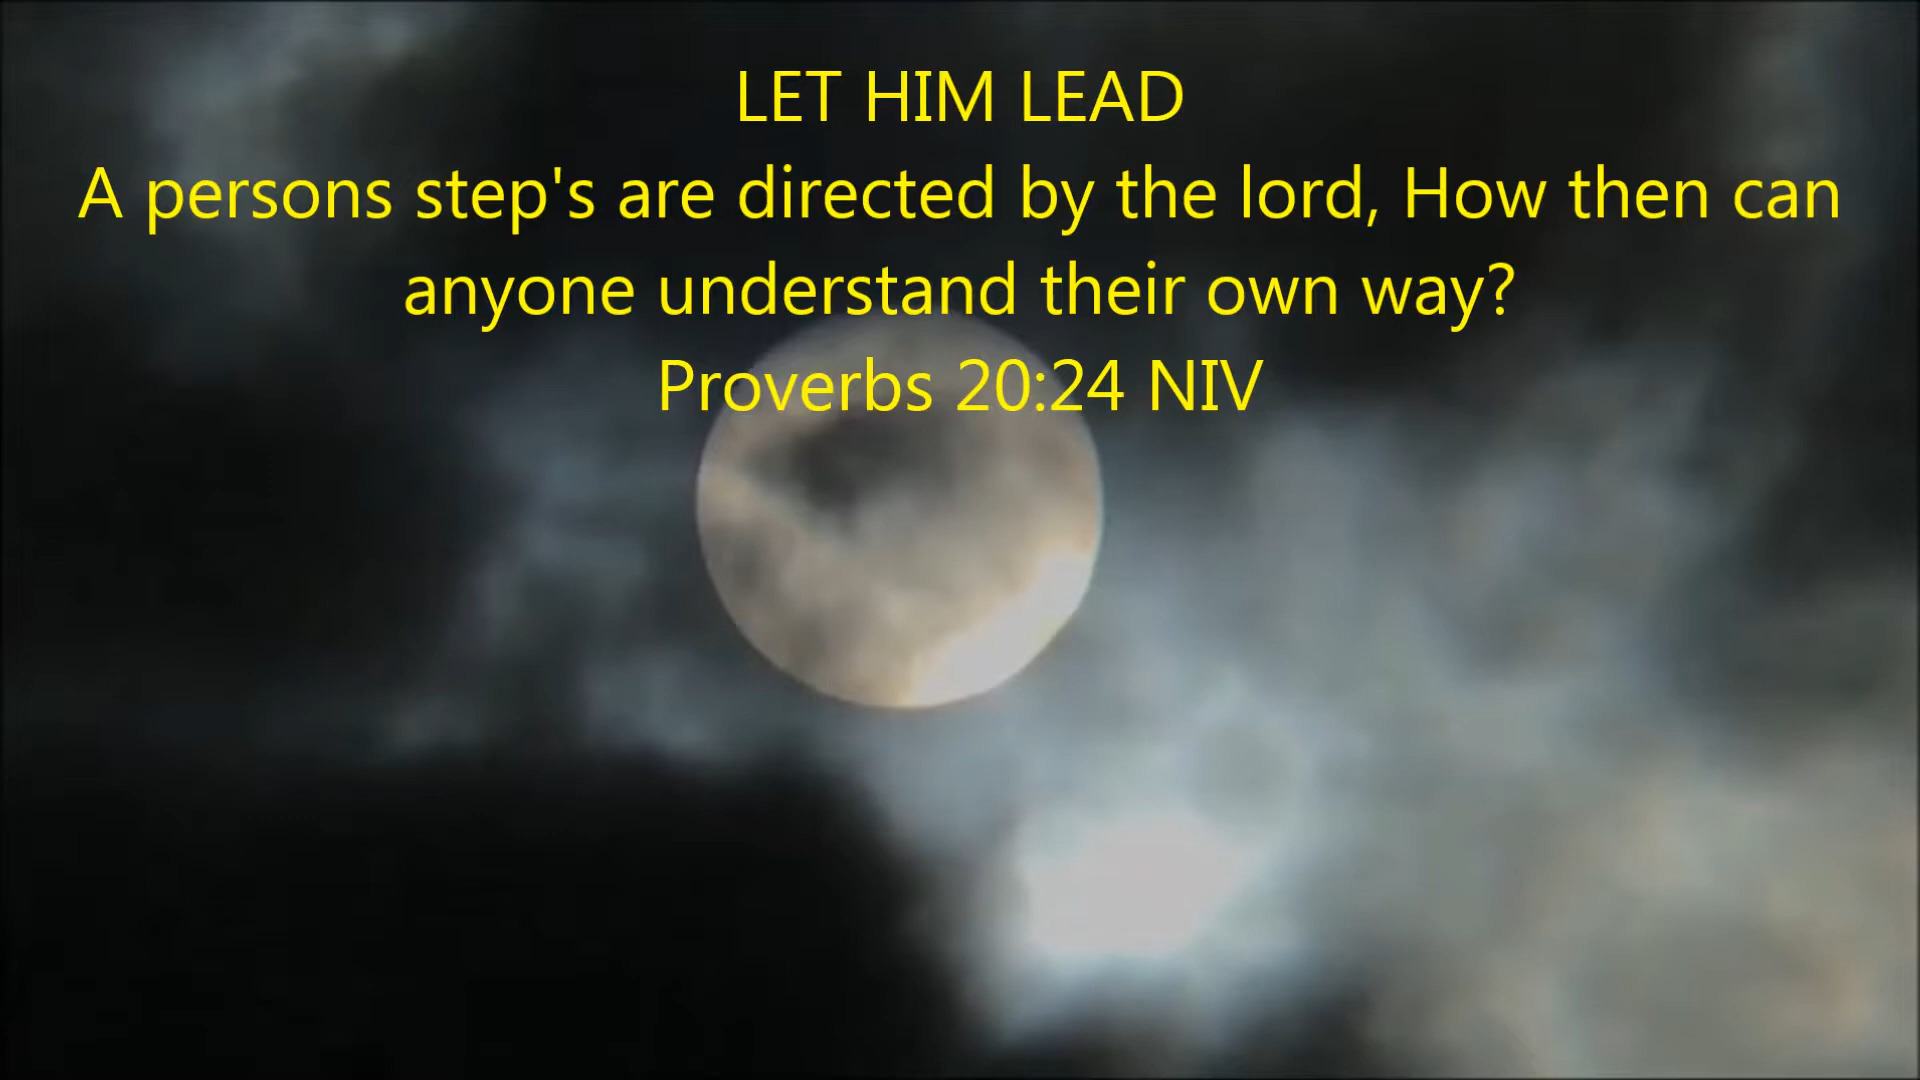 LET HIM LEAD
A persons step's are directed by the lord, How then can
anyone understand their own way?
Proverbs 20:24 NIV